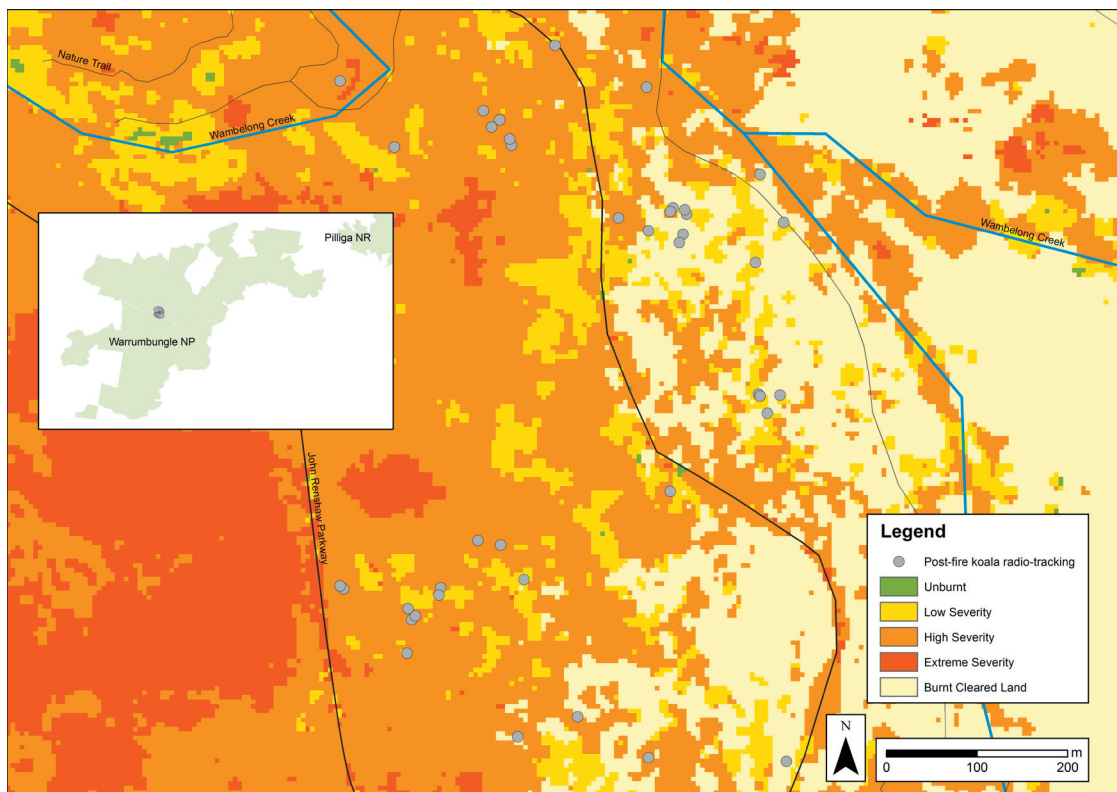 Nature Trail
Wambelong Creek
Pilliga NR
Warrumbungle NP
Wambelong Creek
John Renshaw Parkway
Legend
Post-fire koala radio-tracking
Unburnt
Low Severity
High Severity
Extreme Severity
Burnt Cleared Land
N
m
0 100 200